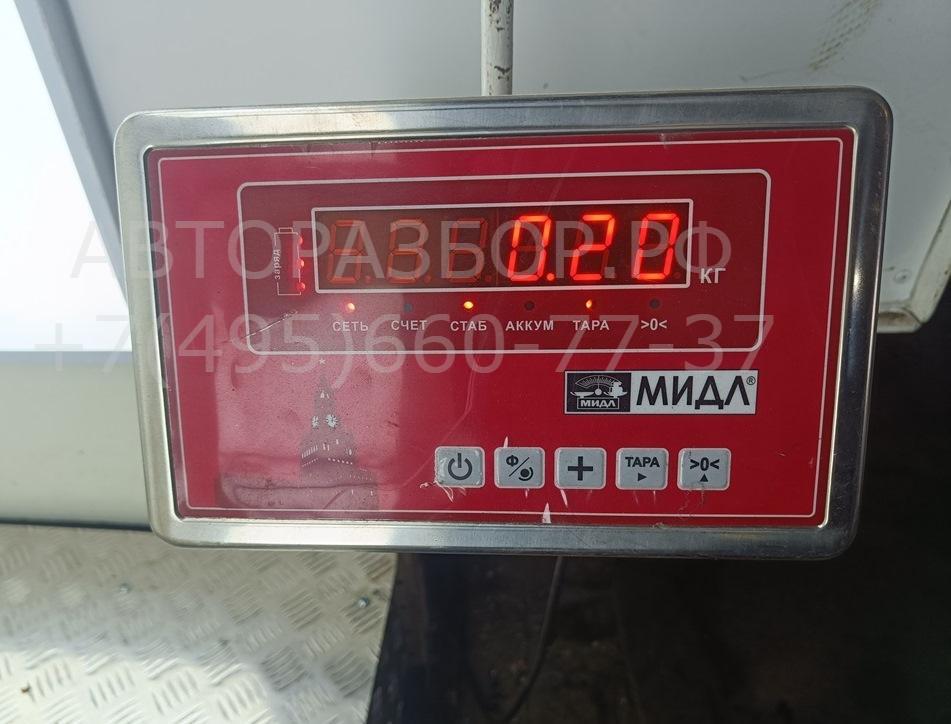 АВТОРАЗБОР.РФ
+7(495)660-77-37
заряд
0.20
КГ
СЕТЬ СЧЕТ СТАБ АККУМ ТАРА >0<
МИДЛ МИДЛ®
Ф + ТАРА >0<